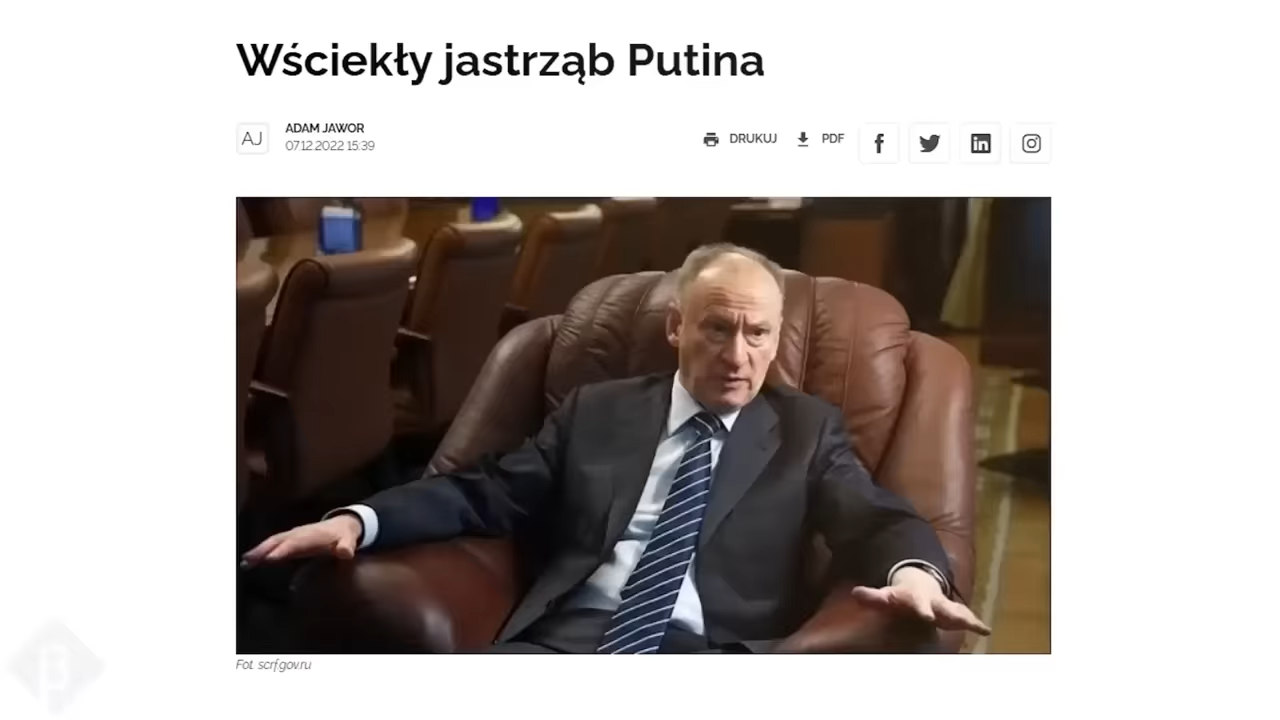 Wściekły jastrząb Putina
AJ
ADAM JAWOR
07.12.2022 15:39
DRUKUJ
PDF
Fot. scrf.gov.ru